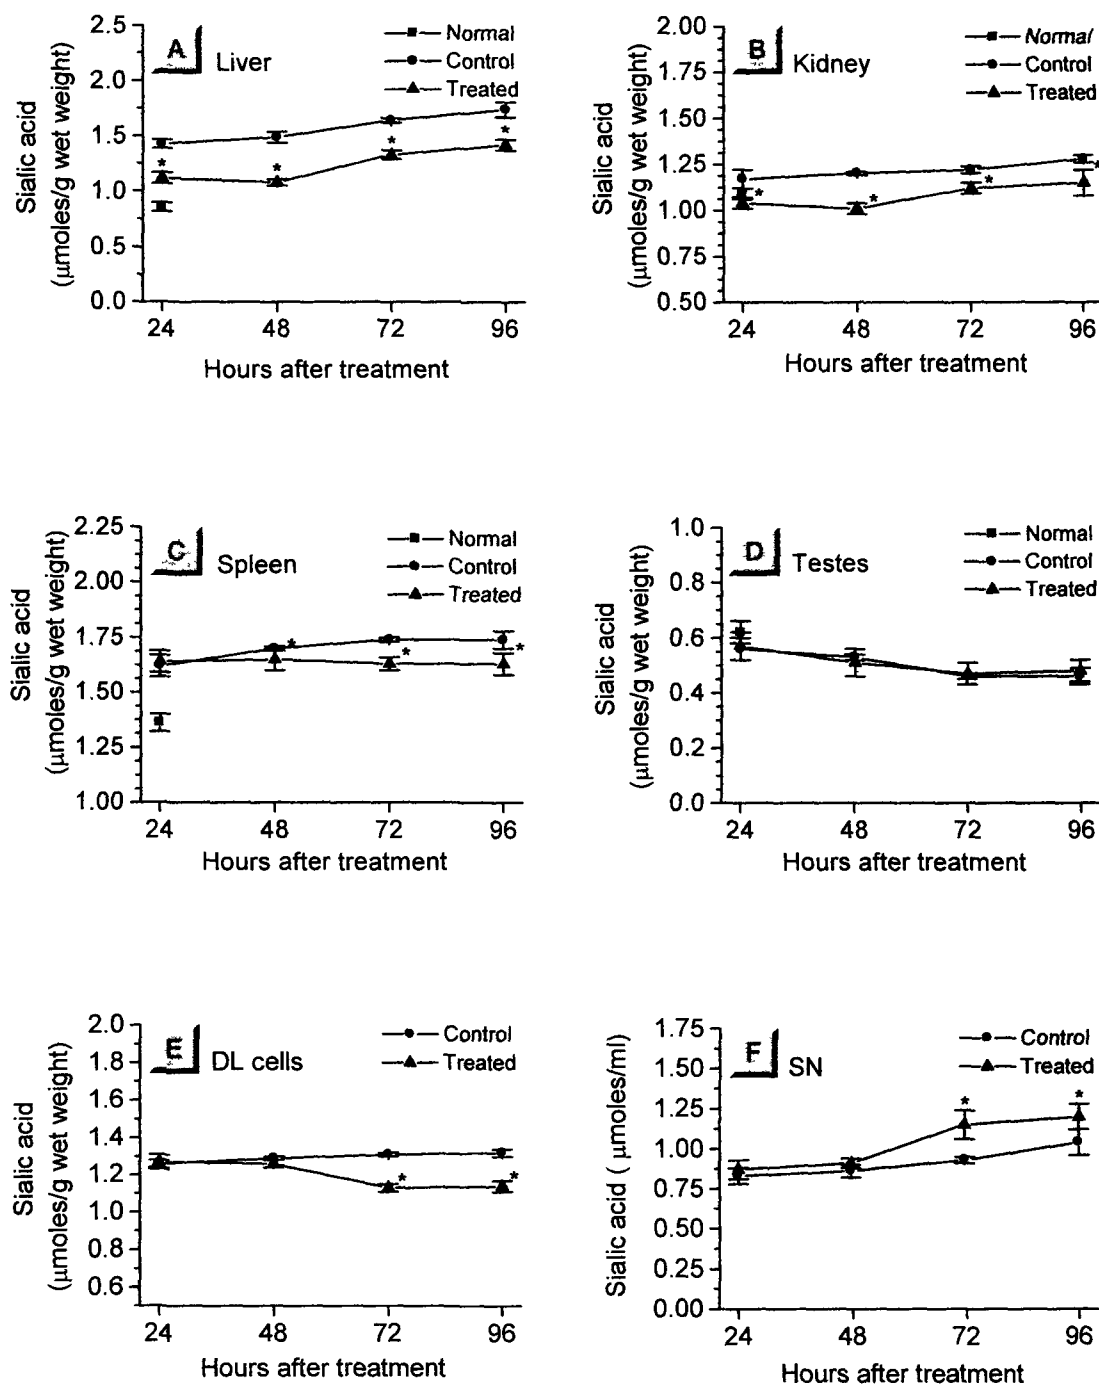 A Liver
Normal
Control
Treated
Sialic acid
(μmoles/g wet weight)
2.5
2.0
1.5
1.0
0.5
0.0
24 48 72 96
Hours after treatment
* * * *
B Kidney
Normal
Control
Treated
Sialic acid
(μmoles/g wet weight)
2.00
1.75
1.50
1.25
1.00
0.75
0.50
24 48 72 96
Hours after treatment
* * * *
C Spleen
Normal
Control
Treated
Sialic acid
(μmoles/g wet weight)
2.25
2.00
1.75
1.50
1.25
1.00
24 48 72 96
Hours after treatment
* * *
D Testes
Normal
Control
Treated
Sialic acid
(μmoles/g wet weight)
1.0
0.8
0.6
0.4
0.2
0.0
24 48 72 96
Hours after treatment
E DL cells
Control
Treated
Sialic acid
(μmoles/g wet weight)
2.0
1.8
1.6
1.4
1.2
1.0
0.8
0.6
24 48 72 96
Hours after treatment
* *
F SN
Control
Treated
Sialic acid ( μmoles/ml)
1.75
1.50
1.25
1.00
0.75
0.50
0.25
0.00
24 48 72 96
Hours after treatment
* *